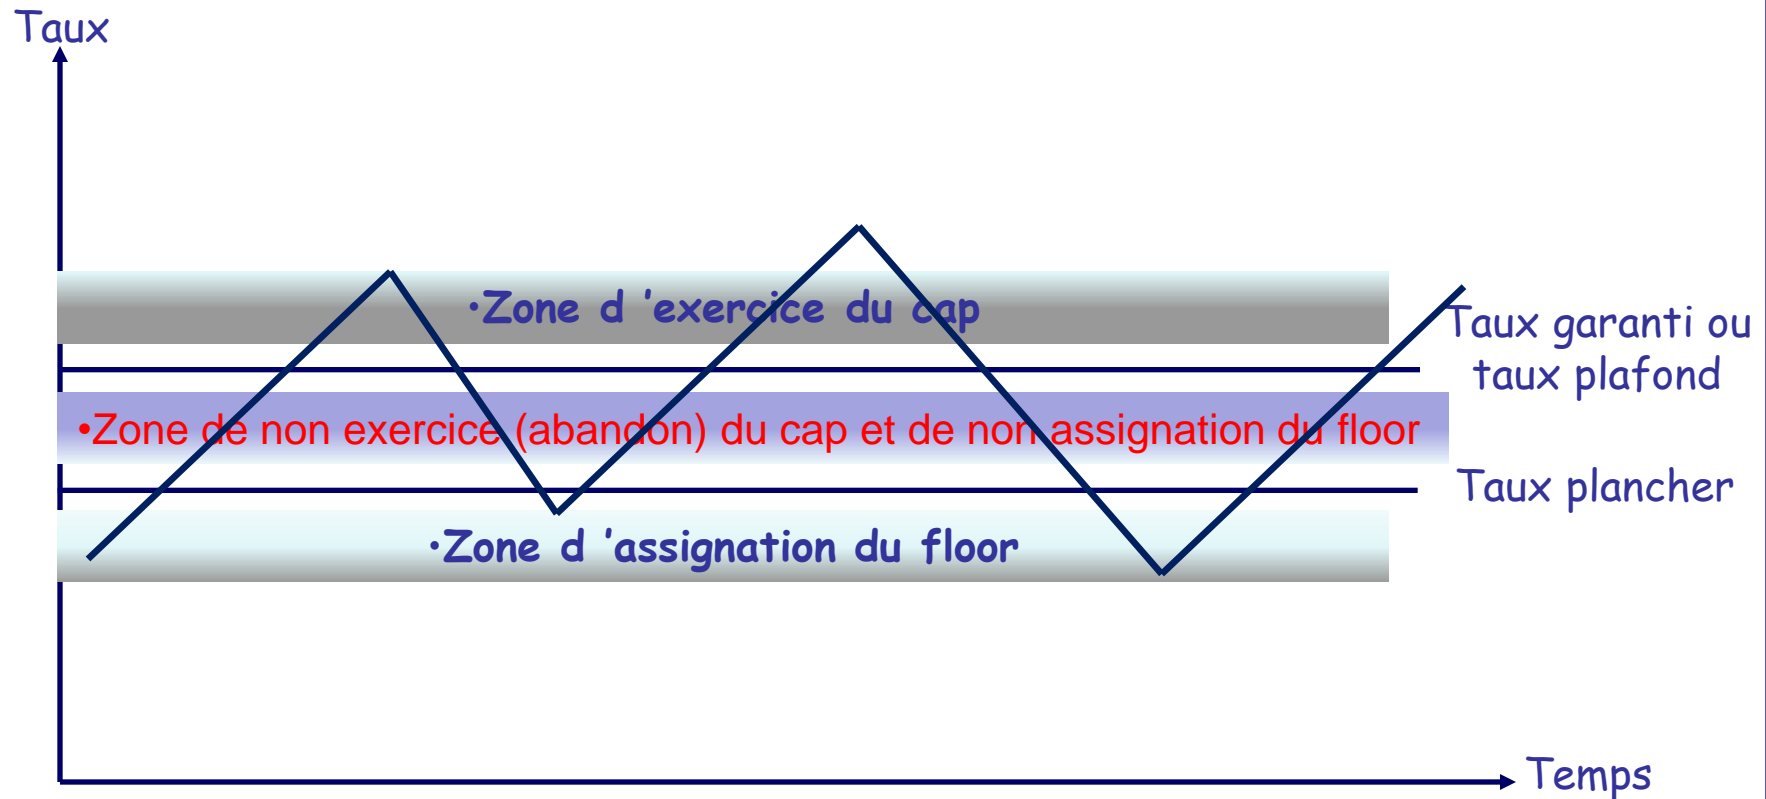 Taux
•Zone d ’exercice du cap
Taux garanti ou
taux plafond
•Zone de non exercice (abandon) du cap et de non assignation du floor
Taux plancher
•Zone d ’assignation du floor
Temps